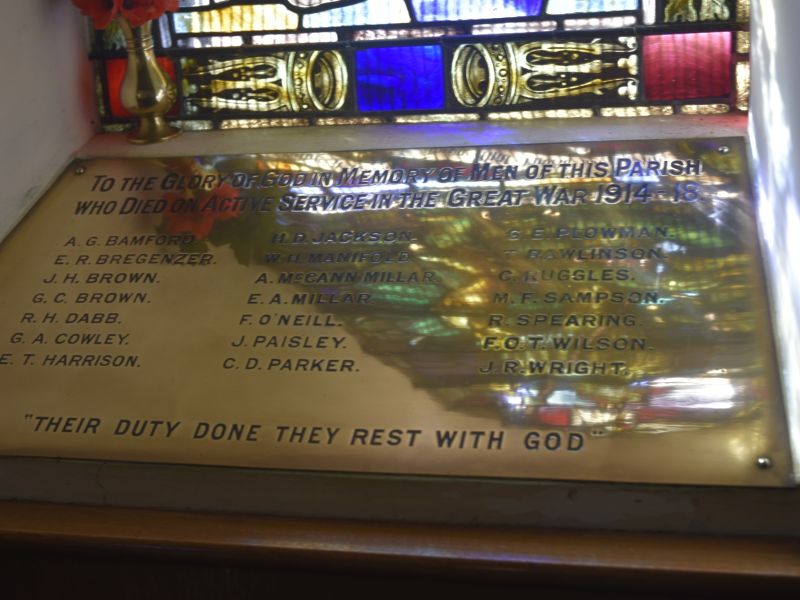 TO THE GLORY OF GOD IN MEMORY OF MEN OF THIS PARISH
WHO DIED ON ACTIVE SERVICE IN THE GREAT WAR 1914-18.
A. G. BAMFORD.
E. R. BREGENZER.
J. H. BROWN.
G. C. BROWN.
R. H. DABB.
G. A. COWLEY.
E. T. HARRISON.
H. D. JACKSON.
W. H. MANIFOLD.
A. MCCANN MILLAR.
E. A. MILLAR
F. O'NEILL.
J. PAISLEY.
C. D. PARKER.
PLOWMAN.
T. RAWLINSON.
C. RUGGLES.
M. F. SAMPSON.
R. SPEARING.
F. O. T. WILSON.
J. R. WRIGHT.
"THEIR DUTY DONE THEY REST WITH GOD"